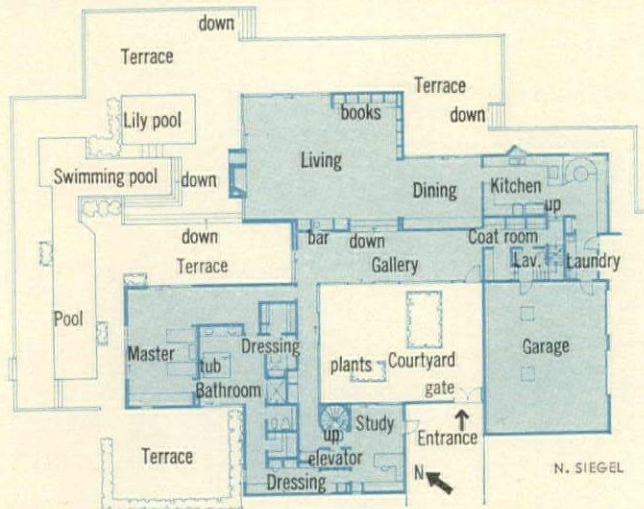 down
Terrace
Terrace
down
books
Lily pool
Living
Swimming pool
down
Dining
Kitchen
up
down
bar
down
Coat room
Terrace
Gallery
Lav.
Laundry
Pool
Master
Dressing
tub
Bathroom
plants
Courtyard
Garage
gate
up
Study
Entrance
elevator
Terrace
N
Dressing
N. SIEGEL